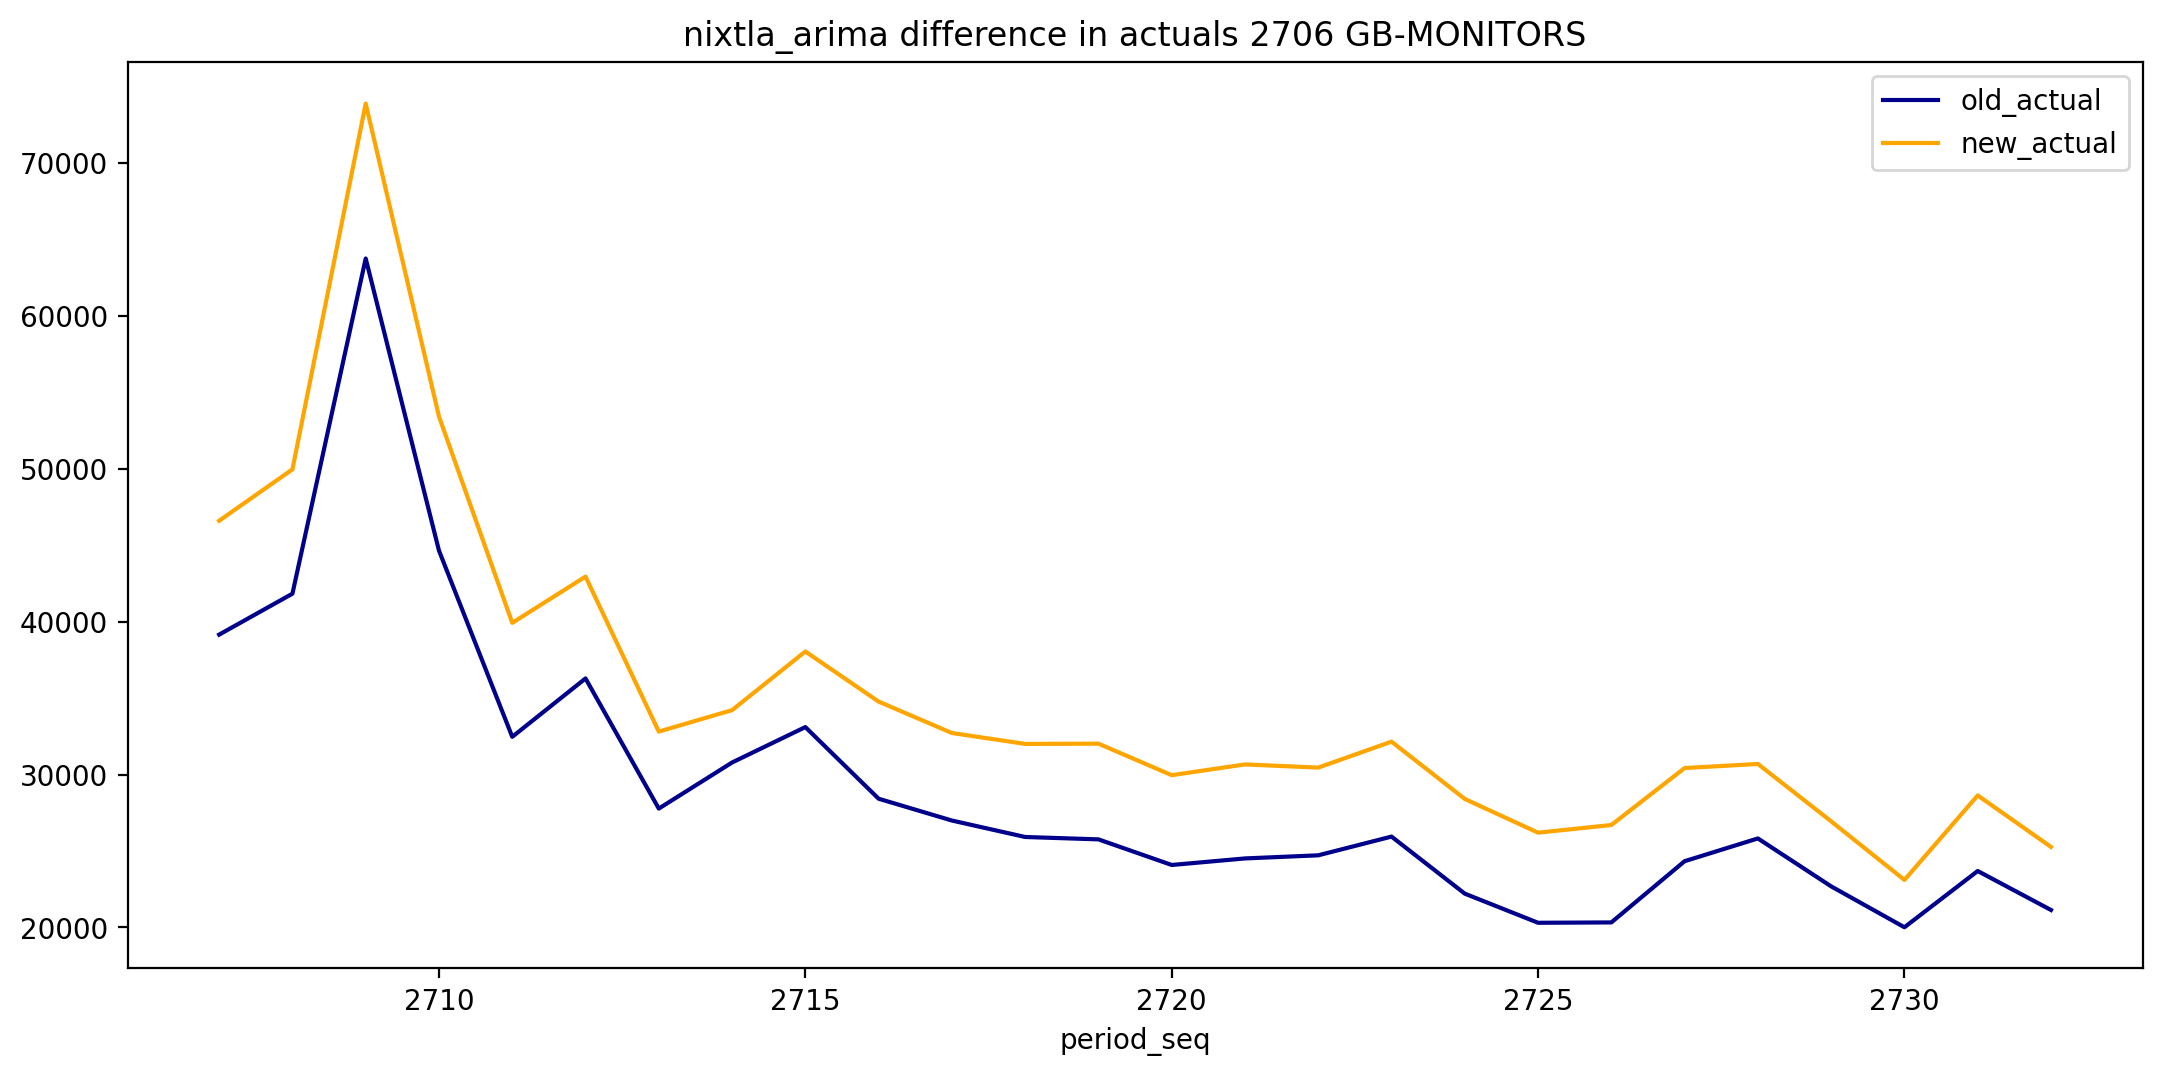 nixtla_arima difference in actuals 2706 GB-MONITORS
old_actual
new_actual
70000
60000
50000
40000
30000
20000
2710 2715 2720 2725 2730
period_seq